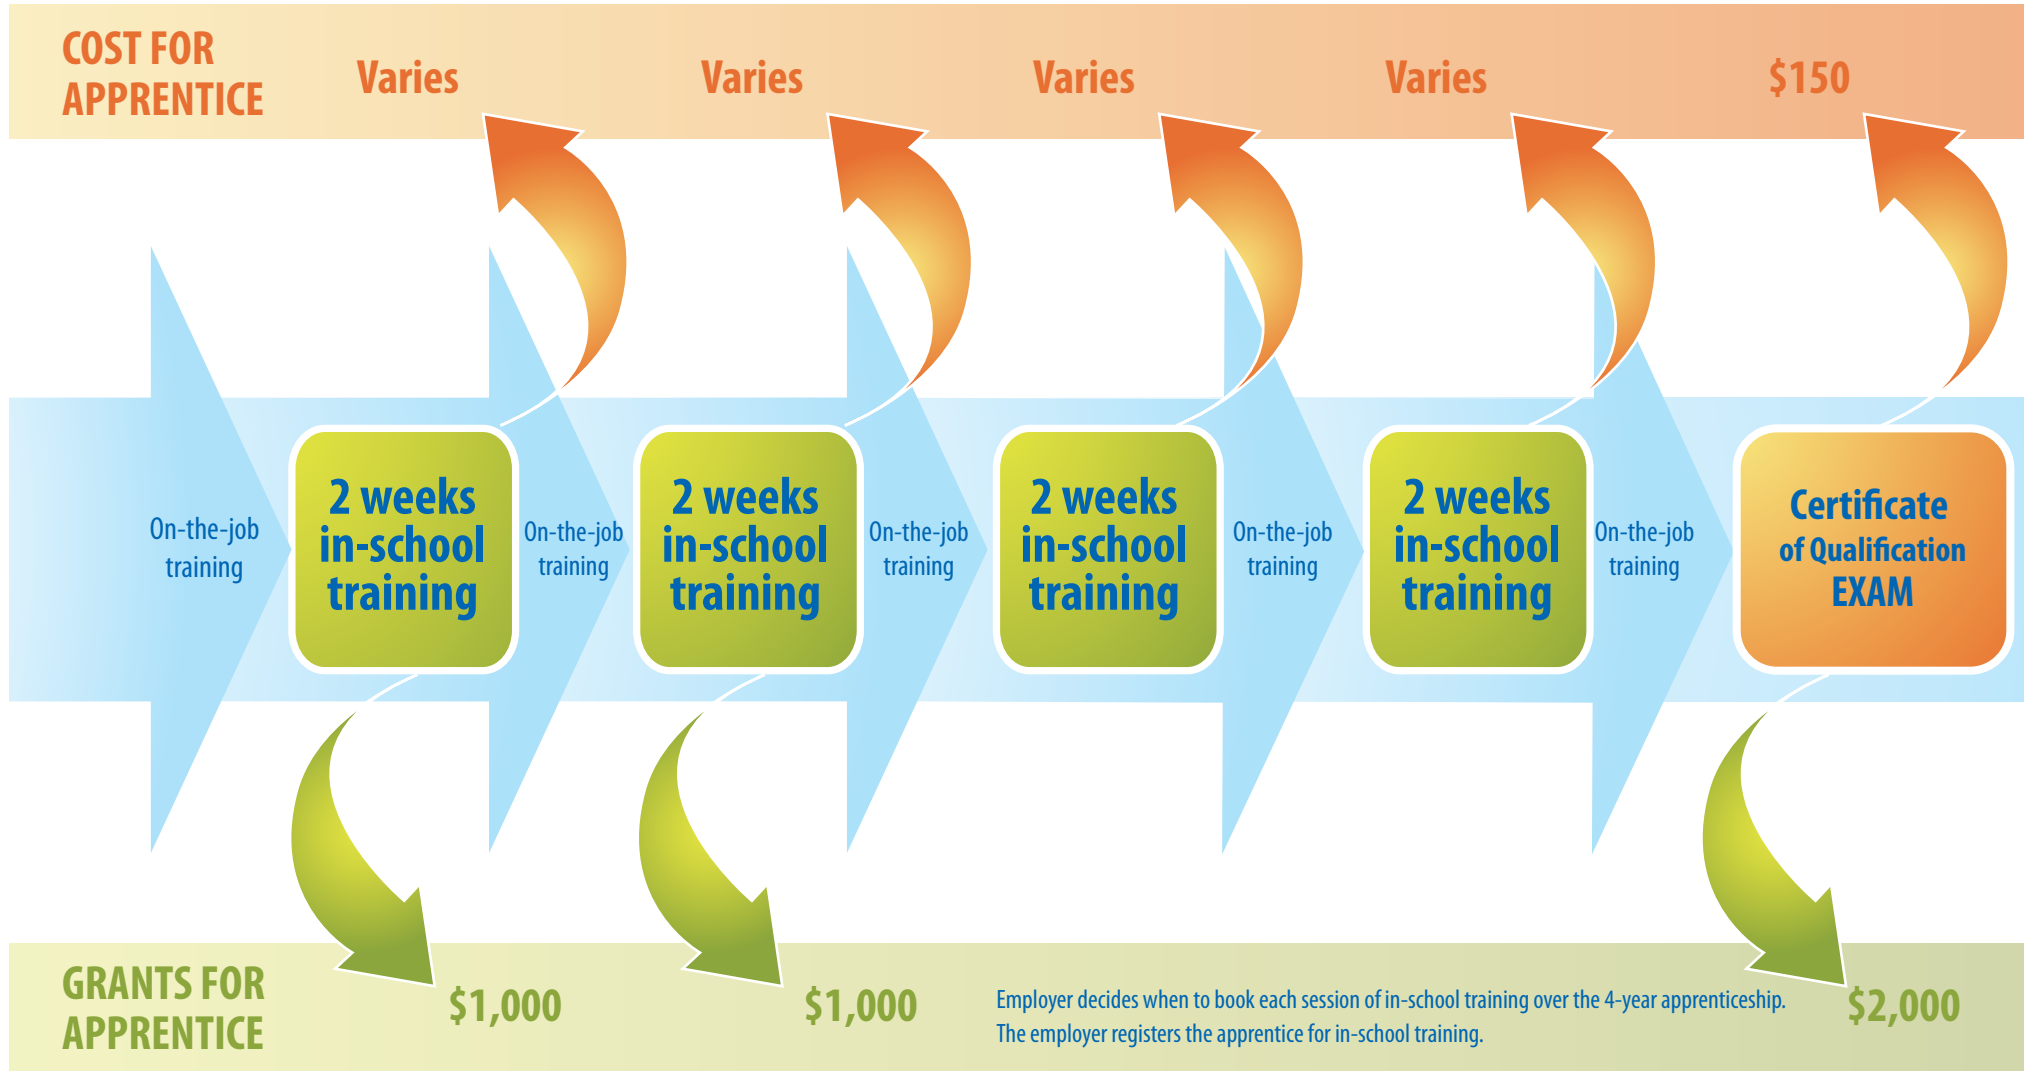 COST FOR
APPRENTICE
Varies
Varies
Varies
Varies
$150
On-the-job
training
2 weeks
in-school
training
On-the-job
training
2 weeks
in-school
training
On-the-job
training
2 weeks
in-school
training
On-the-job
training
2 weeks
in-school
training
On-the-job
training
Certificate
of Qualification
EXAM
GRANTS FOR
APPRENTICE
$1,000
$1,000
Employer decides when to book each session of in-school training over the 4-year apprenticeship.
The employer registers the apprentice for in-school training.
$2,000